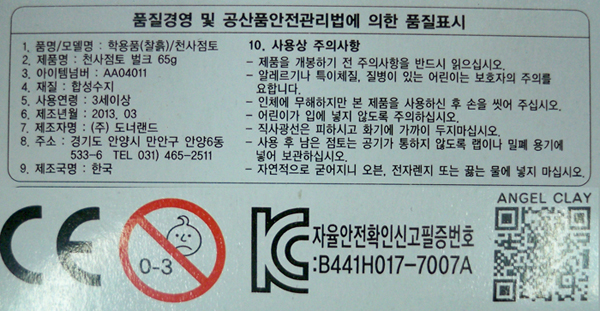 품질경영 및 공산품안전관리법에 의한 품질표시
1. 품명/모델명 : 학용품(찰흙)/천사점토
2. 제품명 : 천사점토 벌크 65g
3. 아이템넘버 : AA04011
4. 재질 : 합성수지
5. 사용연령 : 3세이상
6. 제조년월 : 2013. 03
7. 제조자명 : (주) 도너랜드
8. 주소 : 경기도 안양시 만안구 안양6동
533-6 TEL 031) 465-2511
9. 제조국명 : 한국
10. 사용상 주의사항
- 제품을 개봉하기 전 주의사항을 반드시 읽으십시오.
- 알레르기나 특이체질, 질병이 있는 어린이는 보호자의 주의를
요합니다.
- 인체에 무해하지만 본 제품을 사용하신 후 손을 씻어 주십시오.
- 어린이가 입에 넣지 않도록 주의하십시오.
- 직사광선은 피하시고 화기에 가까이 두지마십시오.
- 사용 후 남은 점토는 공기가 통하지 않도록 랩이나 밀폐 용기에
넣어 보관하십시오.
- 자연적으로 굳어지니 오븐, 전자렌지 또는 끓는 물에 넣지 마십시오.
CE
0-3
KC
자율안전확인신고필증번호
:B441H017-7007A
ANGEL CLAY